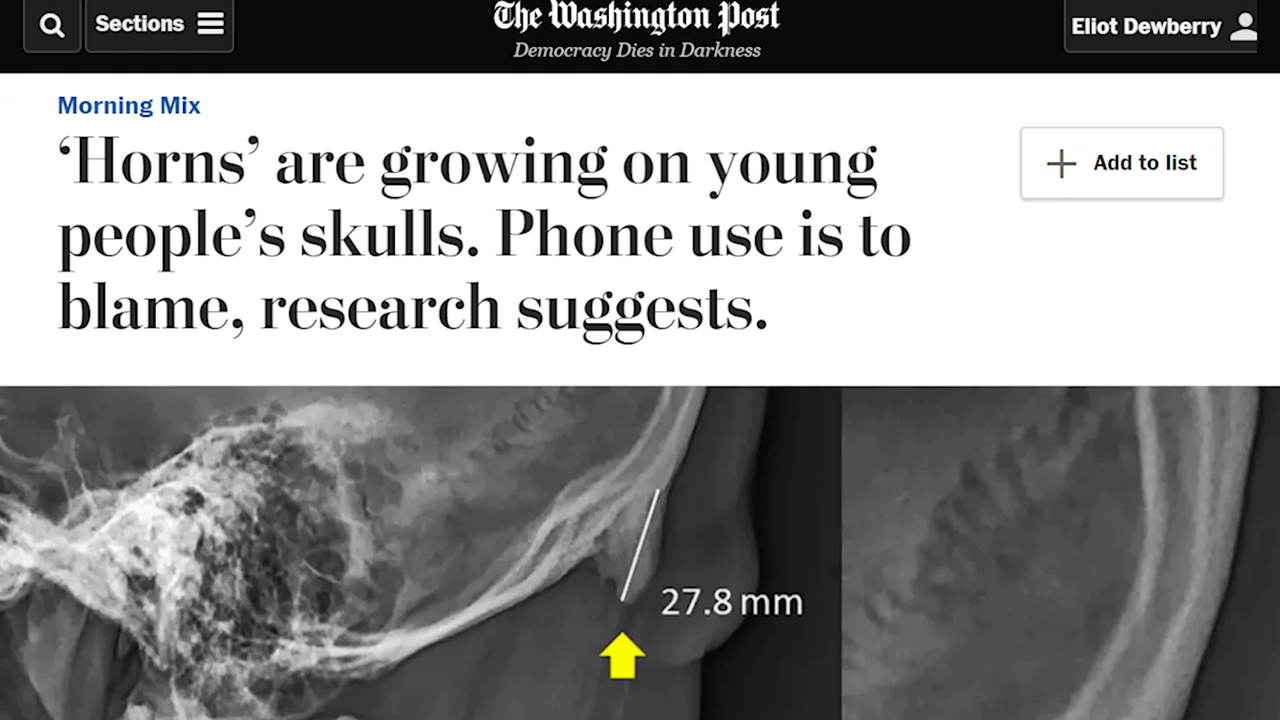 Sections
The Washington Post
Democracy Dies in Darkness
Eliot Dewberry
Morning Mix
‘Horns’ are growing on young
people’s skulls. Phone use is to
blame, research suggests.
Add to list
27.8 mm